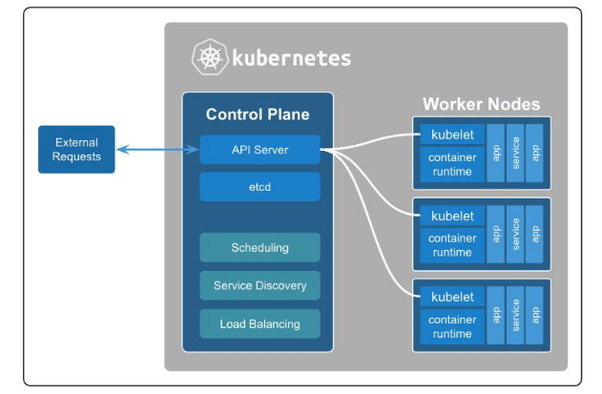 kubernetes
Control Plane
Worker Nodes
External
Requests
API Server
etcd
Scheduling
Service Discovery
Load Balancing
kubelet
container
runtime
app
service
app
kubelet
container
runtime
app
service
app
kubelet
container
runtime
app
service
app